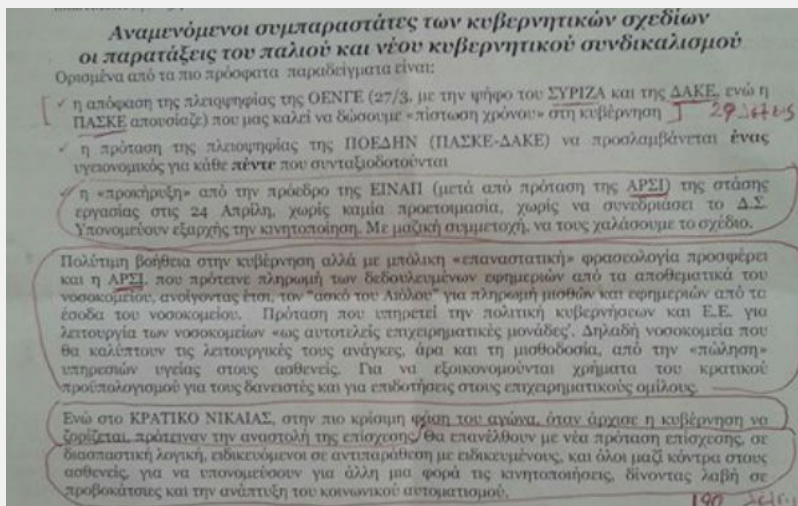 Αναμενόμενοι συμπαραστάτες των κυβερνητικών σχεδίων
οι παρατάξεις του παλιού και νέου κυβερνητικού συνδικαλισμού
Ορισμένα από τα πιο πρόσφατα παραδείγματα είναι:
✓ η απόφαση της πλειοψηφίας της ΟΕΝΓΕ (27/3, με την ψήφο του ΣΥΡΙΖΑ και της ΔΑΚΕ, ενώ η
ΠΑΣΚΕ απουσίαζε) που μας καλεί να δώσουμε «πίστωση χρόνου» στη κυβέρνηση
✓ η πρόταση της πλειοψηφίας της ΠΟΕΔΗΝ (ΠΑΣΚΕ-ΔΑΚΕ) να προσλαμβάνεται ένας
υγειονομικός για κάθε πέντε που συνταξιοδοτούνται
✓ η «προκήρυξη» από την πρόεδρο της ΕΙΝΑΠ (μετά από πρόταση της ΑΡΣΙ) της στάσης
εργασίας στις 24 Απρίλη, χωρίς καμία προετοιμασία, χωρίς να συνεδριάσει το Δ.Σ.
Υπονομεύουν εξαρχής την κινητοποίηση. Με μαζική συμμετοχή, να τους χαλάσουμε το σχέδιο.
Πολύτιμη βοήθεια στην κυβέρνηση αλλά με μπόλικη «επαναστατική» φρασεολογία προσφέρει
και η ΑΡΣΙ, που πρότεινε πληρωμή των δεδουλευμένων εφημεριών από τα αποθεματικά του
νοσοκομείου, ανοίγοντας έτσι, τον "ασκό του Αιόλου" για πληρωμή μισθών και εφημεριών από τα
έσοδα του νοσοκομείου. Πρόταση που υπηρετεί την πολιτική κυβερνήσεων και Ε.Ε. για
λειτουργία των νοσοκομείων «ως αυτοτελείς επιχειρηματικές μονάδες'. Δηλαδή νοσοκομεία που
θα καλύπτουν τις λειτουργικές τους ανάγκες, άρα και τη μισθοδοσία, από την «πώληση»
υπηρεσιών υγείας στους ασθενείς. Για να εξοικονομούνται χρήματα του κρατικού
προϋπολογισμού για τους δανειστές και για επιδοτήσεις στους επιχειρηματικούς ομίλους.
Ενώ στο ΚΡΑΤΙΚΟ ΝΙΚΑΙΑΣ, στην πιο κρίσιμη φάση του αγώνα, όταν άρχισε η κυβέρνηση να
ζορίζεται, πρότειναν την αναστολή της επίσχεσης. Θα επανέλθουν με νέα πρόταση επίσχεσης, σε
διασπαστική λογική, ειδικευόμενοι σε αντιπαράθεση με ειδικευμένους, και όλοι μαζί κόντρα στους
ασθενείς, για να υπονομεύσουν για άλλη μια φορά τις κινητοποιήσεις, δίνοντας λαβή σε
προβοκάτσιες και την ανάπτυξη του κοινωνικού αυτοματισμού.